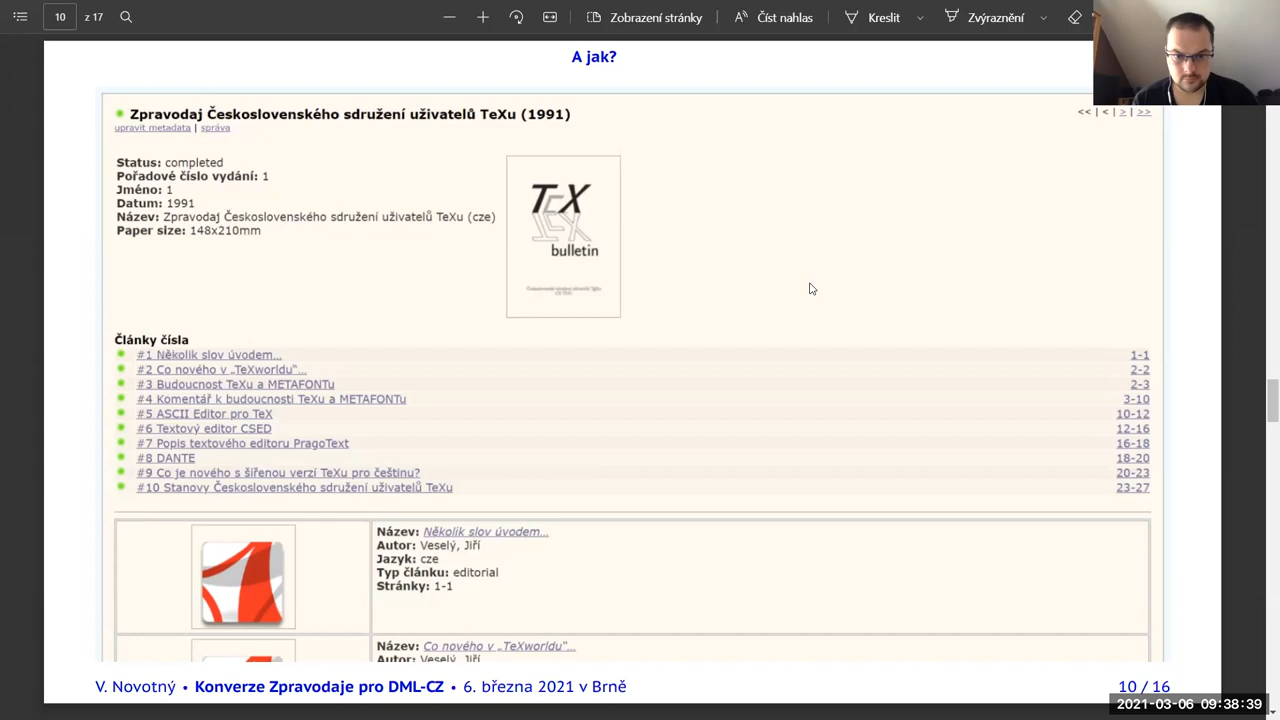 10 z 17 Zobrazení stránky Číst nahlas Kreslit Zvýraznění
A jak?
Zpravodaj Československého sdružení uživatelů TeXu (1991)
<< | < | > | >>
upravit metadata | správa
Status: completed
Pořadové číslo vydání: 1
Jméno: 1
Datum: 1991
Název: Zpravodaj Československého sdružení uživatelů TeXu (cze)
Paper size: 148x210mm
TEX
TEX
bulletin
Články čísla
#1 Několik slov úvodem... 1-1
#2 Co nového v „TeXworldu“... 2-2
#3 Budoucnost TeXu a METAFONTu 2-3
#4 Komentář k budoucnosti TeXu a METAFONTu 3-10
#5 ASCII Editor pro TeX 10-12
#6 Textový editor CSED 12-16
#7 Popis textového editoru PragoText 16-18
#8 DANTE 18-20
#9 Co je nového s šířenou verzí TeXu pro češtinu? 20-23
#10 Stanovy Československého sdružení uživatelů TeXu 23-27
Název: Několik slov úvodem...
Autor: Veselý, Jiří
Jazyk: cze
Typ článku: editorial
Stránky: 1-1
Název: Co nového v „TeXworldu“...
Autor: Veselý, Jiří
V. Novotný • Konverze Zpravodaje pro DML-CZ • 6. března 2021 v Brně 10 / 16
2021-03-06 09:38:39